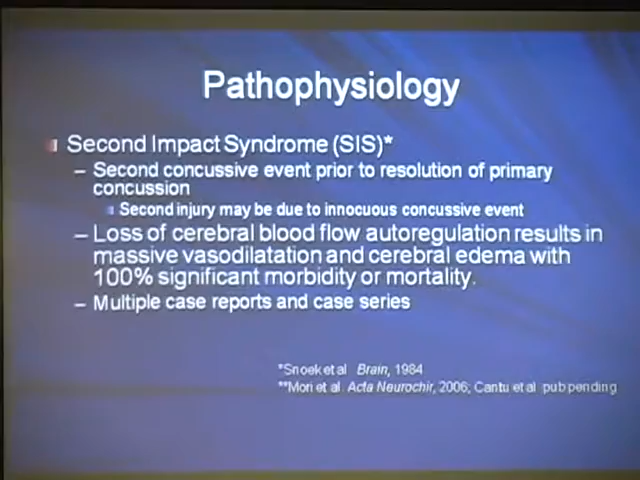 Pathophysiology
Second Impact Syndrome (SIS)*
– Second concussive event prior to resolution of primary
concussion
Second injury may be due to innocuous concussive event
– Loss of cerebral blood flow autoregulation results in
massive vasodilatation and cerebral edema with
100% significant morbidity or mortality.
– Multiple case reports and case series
*Snoek et al Brain, 1984
**Mori et al. Acta Neurochir, 2006; Cantu et al pub pending